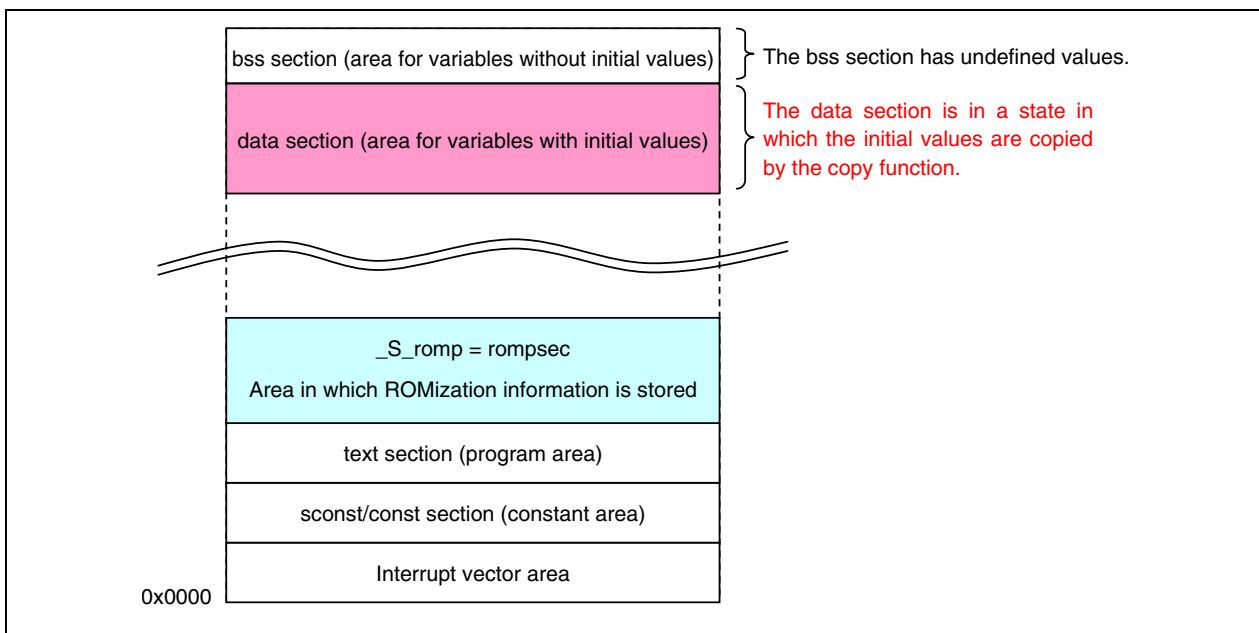 bss section (area for variables without initial values)
The bss section has undefined values.
data section (area for variables with initial values)
The data section is in a state in
which the initial values are copied
by the copy function.
_S_romp = rompsec
Area in which ROMization information is stored
text section (program area)
sconst/const section (constant area)
Interrupt vector area
0x0000